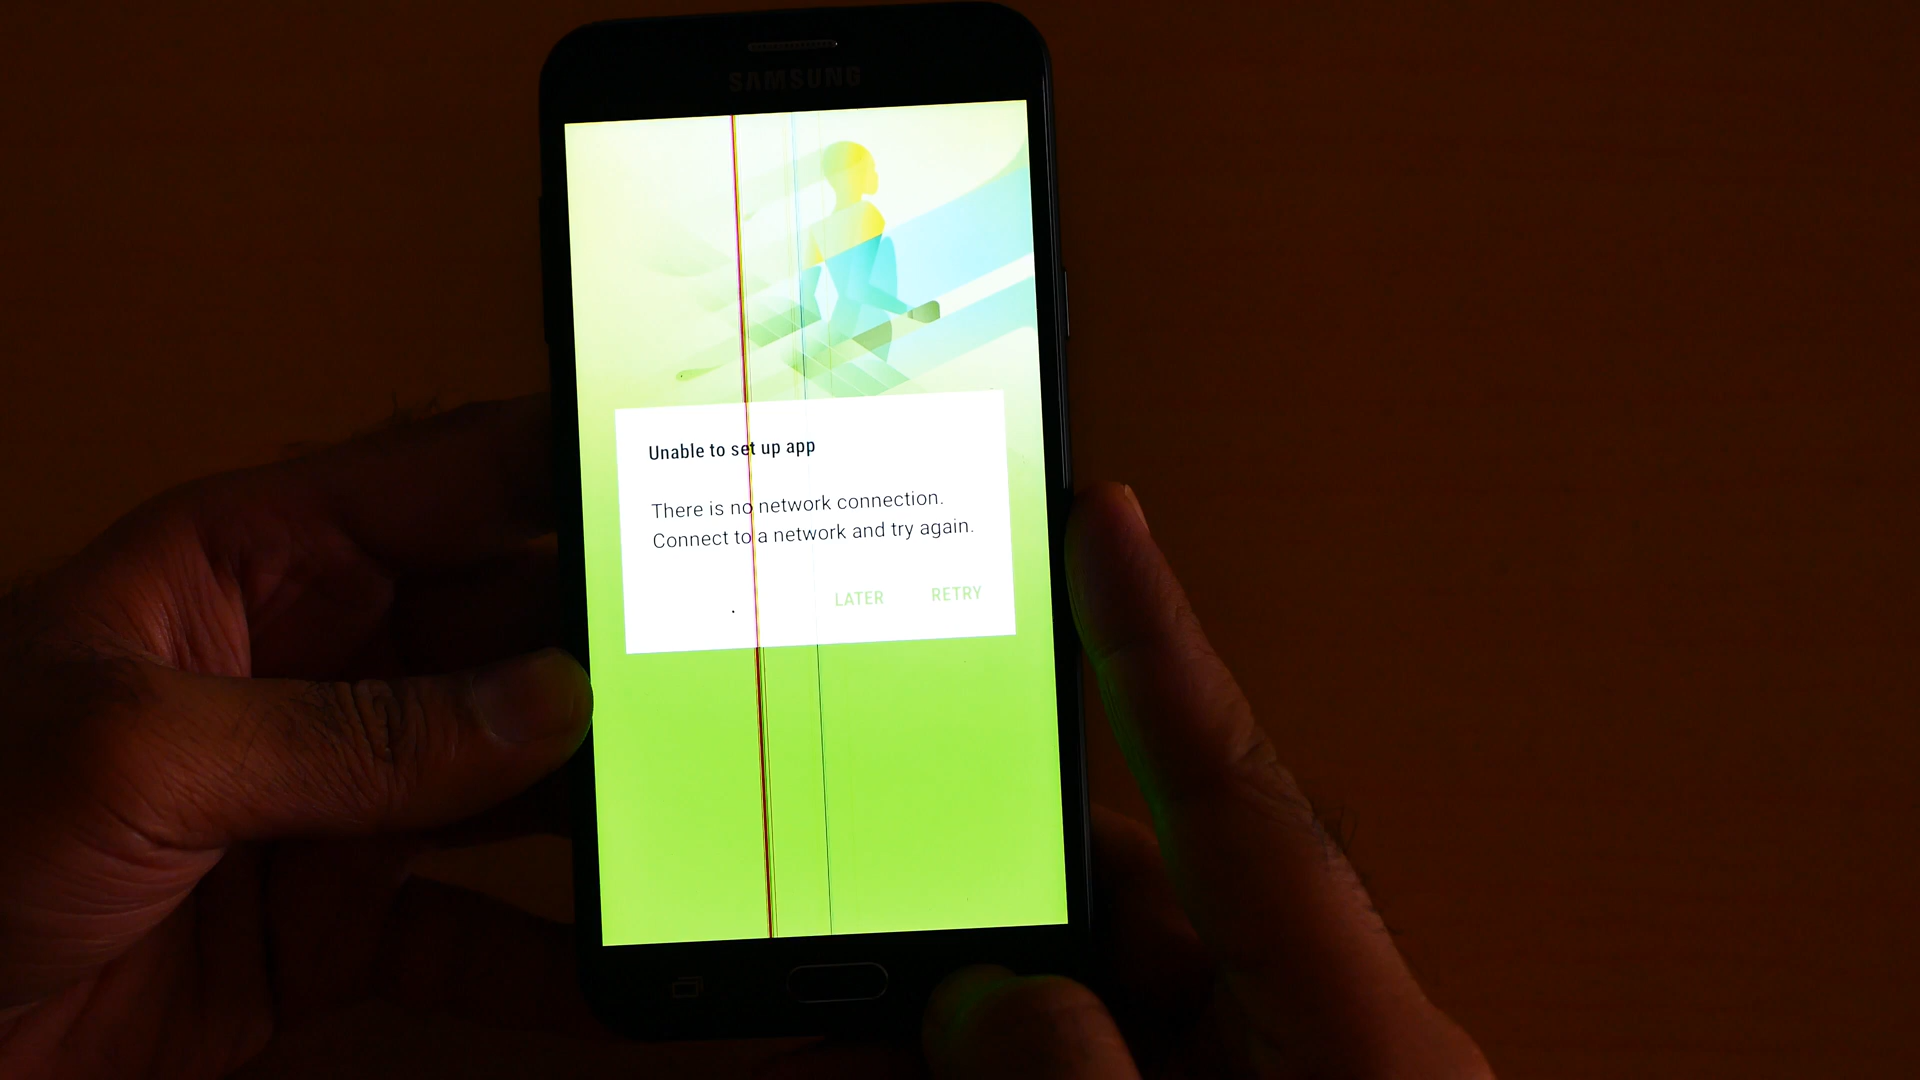 SAMSUNG
Unable to set up app
There is no network connection.
Connect to a network and try again.
LATER RETRY